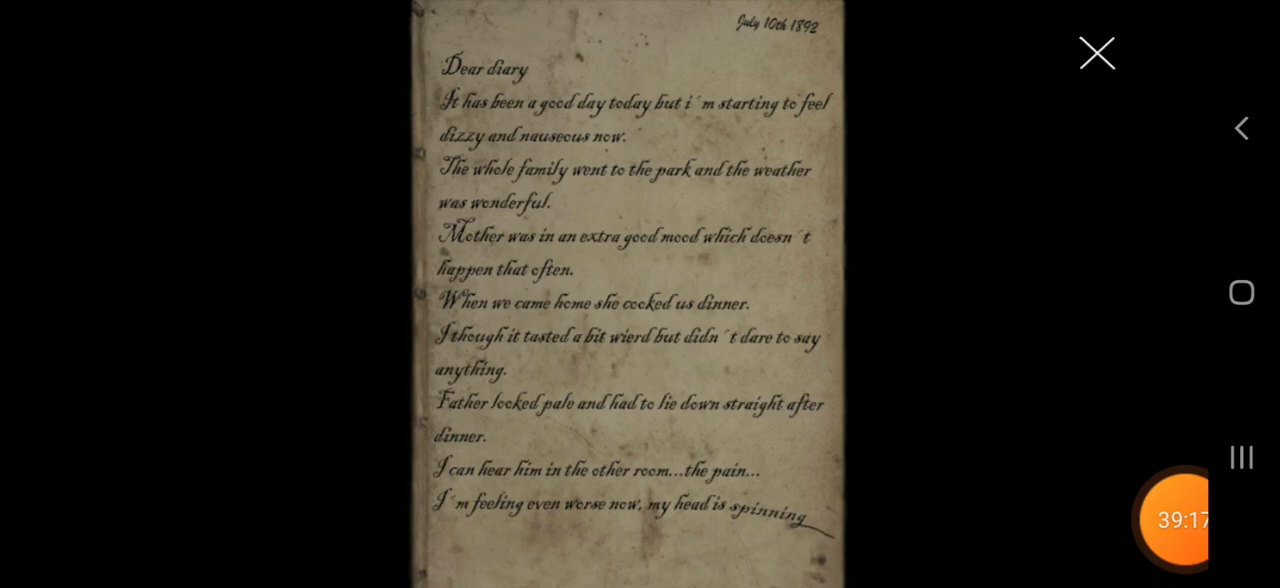 July 10th 1892
Dear diary
It has been a good day today but i´m starting to feel
dizzy and nauseous now.
The whole family went to the park and the weather
was wonderful.
Mother was in an extra good mood which doesn´t
happen that often.
When we came home she cooked us dinner.
I though it tasted a bit wierd but didn´t dare to say
anything.
Father looked pale and had to lie down straight after
dinner.
I can hear him in the other room...the pain...
I´m feeling even worse now, my head is spinning
39:17